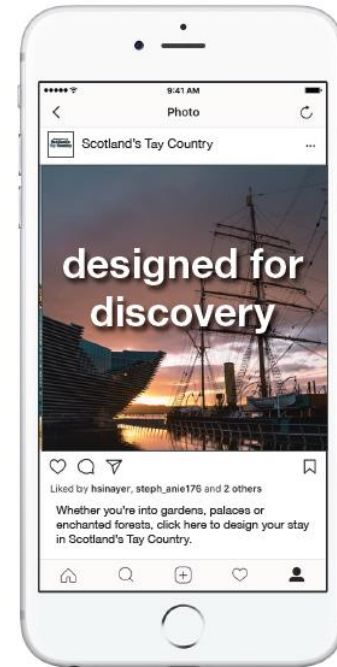 9:41 AM
Photo
Scotland's Tay Country
designed for
discovery
Liked by hsinayer, steph_anie176 and 2 others
Whether you're into gardens, palaces or
enchanted forests, click here to design your stay
in Scotland's Tay Country.